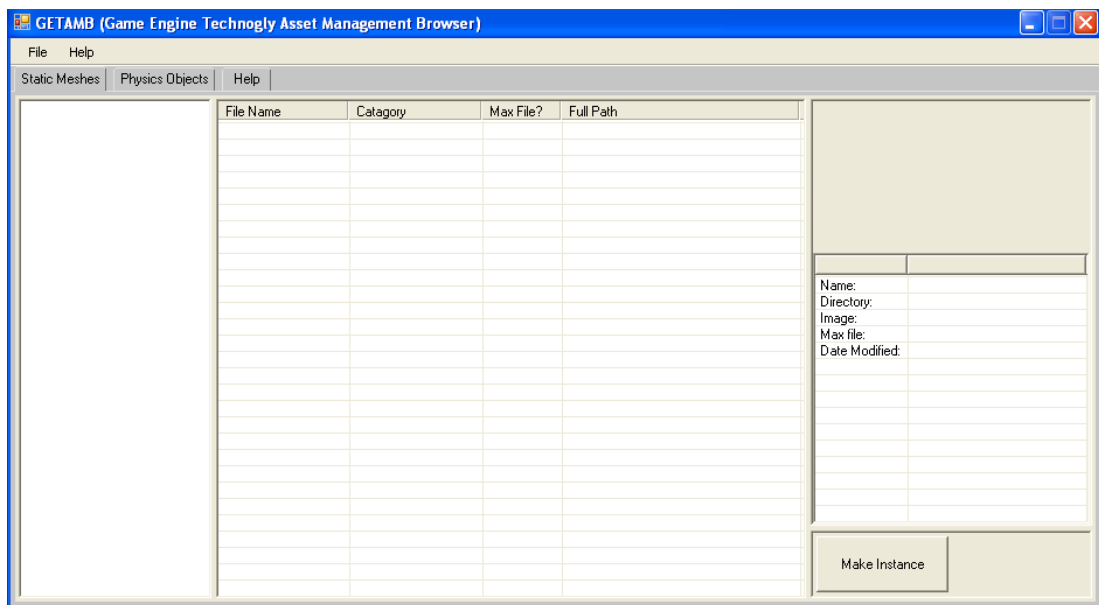 GETAMB (Game Engine Technogly Asset Management Browser)
File Help
Static Meshes Physics Objects Help
File Name Catagory Max File? Full Path
Name:
Directory:
Image:
Max file:
Date Modified:
Make Instance